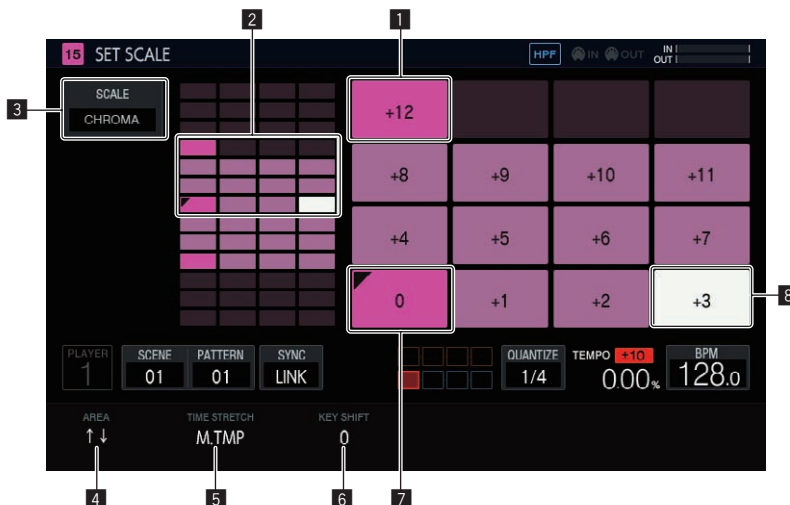 2
1
15 SET SCALE
HPF IN OUT IN
OUT
3
SCALE
CHROMA
+12
+8 +9 +10 +11
+4 +5 +6 +7
0 +1 +2 +3
8
PLAYER
1
SCENE
01
PATTERN
01
SYNC
LINK
QUANTIZE
1/4
TEMPO +10
0.00%
BPM
128.0
AREA
↑↓
TIME STRETCH
M.TMP
KEY SHIFT
0
4 5 6 7